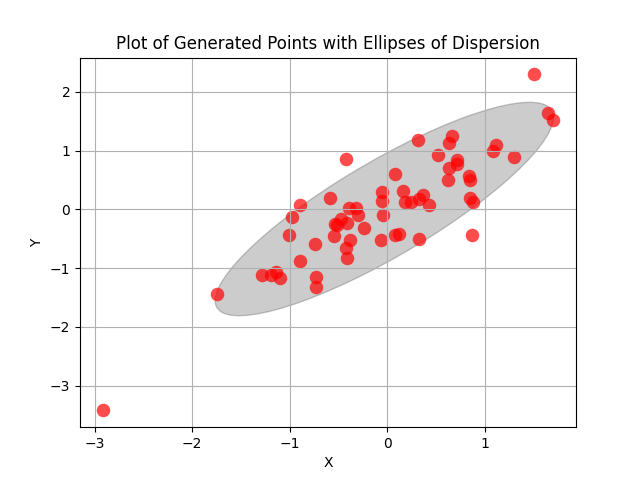 Plot of Generated Points with Ellipses of Dispersion
2
1
0
−1
−2
−3
Y
−3 −2 −1 0 1
X